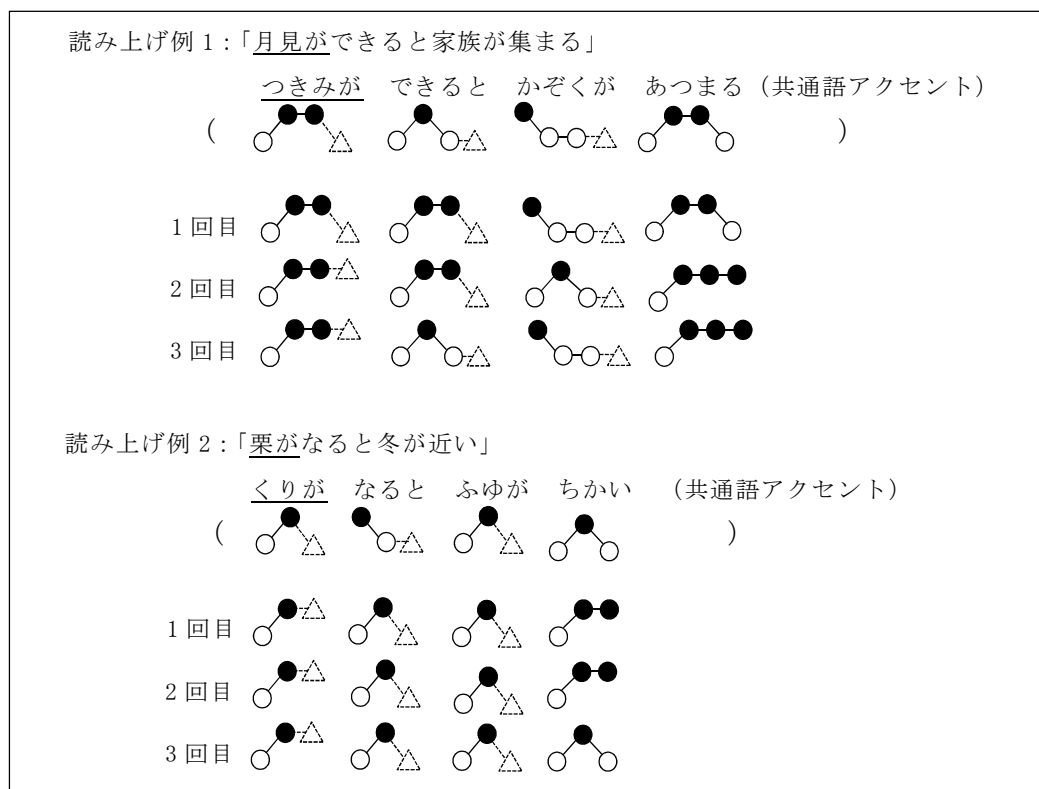 読み上げ例 1：「月見ができると家族が集まる」
つきみが できると かぞくが あつまる（共通語アクセント）
( )
1 回目
2 回目
3 回目
読み上げ例 2：「栗がなると冬が近い」
くりが なると ふゆが ちかい （共通語アクセント）
( )
1 回目
2 回目
3 回目